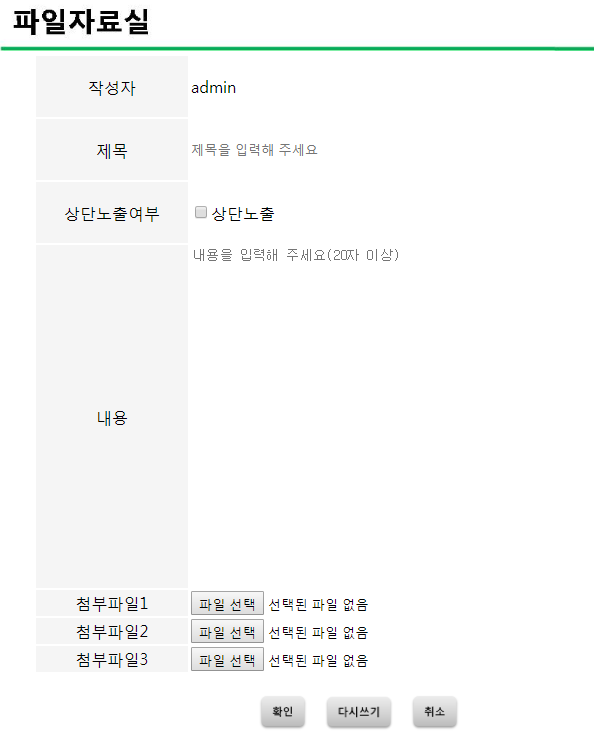 파일자료실
작성자 admin
제목 제목을 입력해 주세요
상단노출여부 상단노출
내용을 입력해 주세요(20자 이상)
내용
첨부파일1 파일 선택 선택된 파일 없음
첨부파일2 파일 선택 선택된 파일 없음
첨부파일3 파일 선택 선택된 파일 없음
확인 다시쓰기 취소